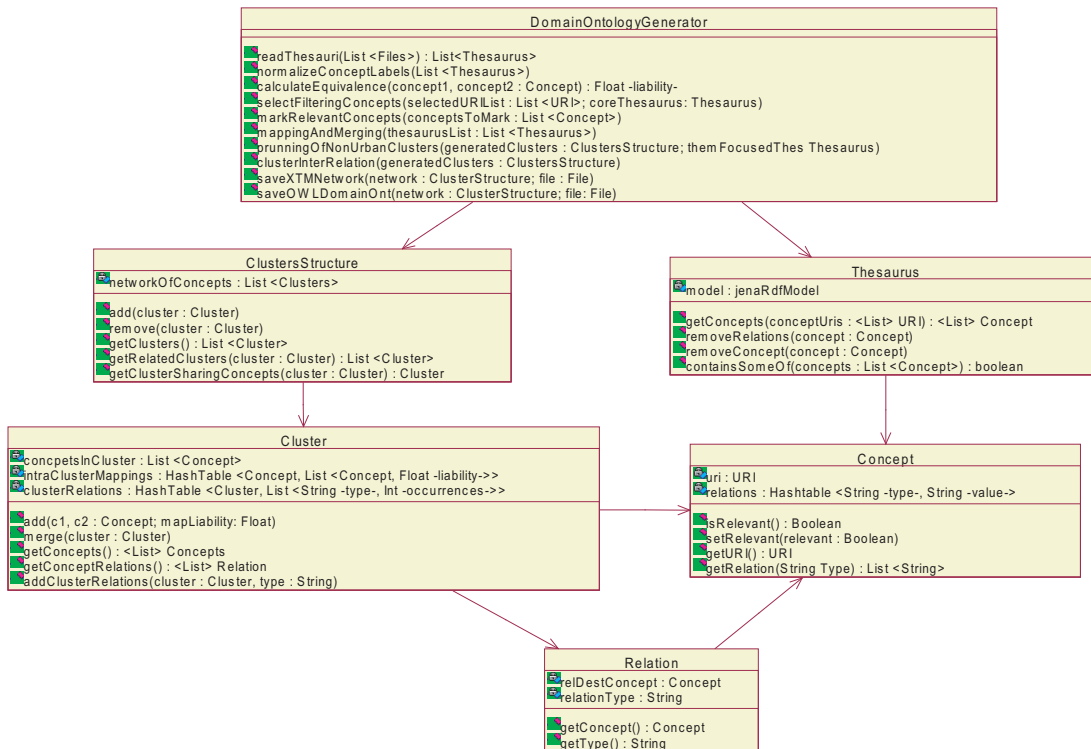 DomainOntologyGenerator
readThesauri(List <Files>) : List<Thesaurus>
normalizeConceptLabels(List <Thesaurus>)
calculateEquivalence(concept1, concept2 : Concept) : Float -liability-
selectFilteringConcepts(selectedURIList : List <URI>; coreThesaurus: Thesaurus)
markRelevantConcepts(conceptsToMark : List <Concept>)
mappingAndMerging(thesaurusList : List <Thesaurus>)
prunningOfNonUrbanClusters(generatedClusters : ClustersStructure; themFocusedThes Thesaurus)
clusterInterRelation(generatedClusters : ClustersStructure)
saveXTMNetwork(network : ClusterStructure; file : File)
saveOWLDomainOnt(network : ClusterStructure; file: File)
ClustersStructure
networkOfConcepts : List <Clusters>
add(cluster : Cluster)
remove(cluster : Cluster)
getClusters() : List <Cluster>
getRelatedClusters(cluster : Cluster) : List <Cluster>
getClusterSharingConcepts(cluster : Cluster) : Cluster
Thesaurus
model : jenaRdfModel
getConcepts(conceptUris : <List> URI) : <List> Concept
removeRelations(concept : Concept)
removeConcept(concept : Concept)
containsSomeOf(concepts : List <Concept>) : boolean
Cluster
concpetsInCluster : List <Concept>
intraClusterMappings : HashTable <Concept, List <Concept, Float -liability->>
clusterRelations : HashTable <Cluster, List <String -type-, Int -occurrences->>
add(c1, c2 : Concept; mapLiability: Float)
merge(cluster : Cluster)
getConcepts() : <List> Concepts
getConceptRelations() : <List> Relation
addClusterRelations(cluster : Cluster, type : String)
Concept
uri : URI
relations : Hashtable <String -type-, String -value->
isRelevant() : Boolean
setRelevant(relevant : Boolean)
getURI() : URI
getRelation(String Type) : List <String>
Relation
relDestConcept : Concept
relationType : String
getConcept() : Concept
getType() : String